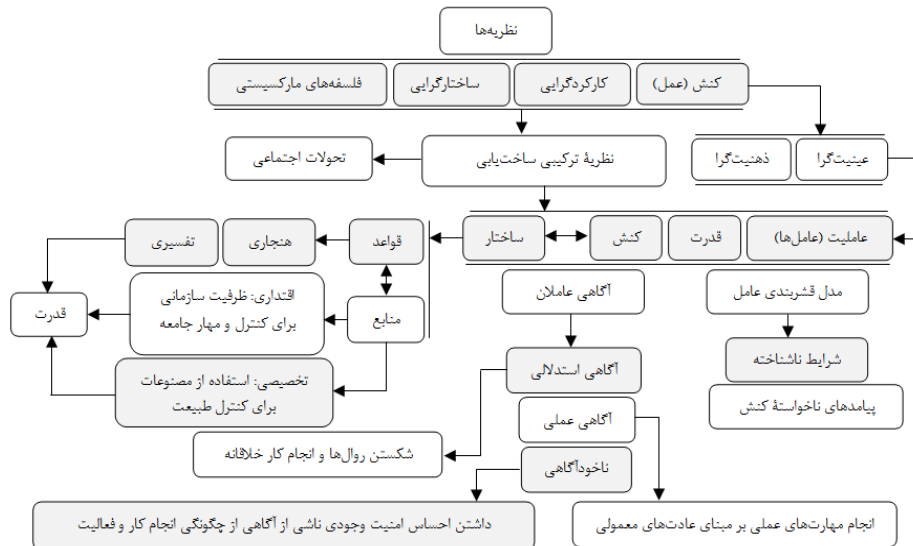 نظریه‌ها
کنش (عمل)
کارکردگرایی
ساختارگرایی
فلسفه‌های مارکسیستی
عینیت‌گرا
ذهنیت‌گرا
نظریهٔ ترکیبی ساخت‌یابی
تحولات اجتماعی
عاملیت (عامل‌ها)
قدرت
کنش
ساختار
قواعد
هنجاری
تفسیری
مدل قشربندی عامل
آگاهی عاملان
منابع
اقتداری: ظرفیت سازمانی
برای کنترل و مهار جامعه
قدرت
شرایط ناشناخته
آگاهی استدلالی
تخصیصی: استفاده از مصنوعات
برای کنترل طبیعت
پیامدهای ناخواستهٔ کنش
آگاهی عملی
شکستن روال‌ها و انجام کار خلاقانه
ناخودآگاهی
انجام مهارت‌های عملی بر مبنای عادت‌های معمولی
داشتن احساس امنیت وجودی ناشی از آگاهی از چگونگی انجام کار و فعالیت